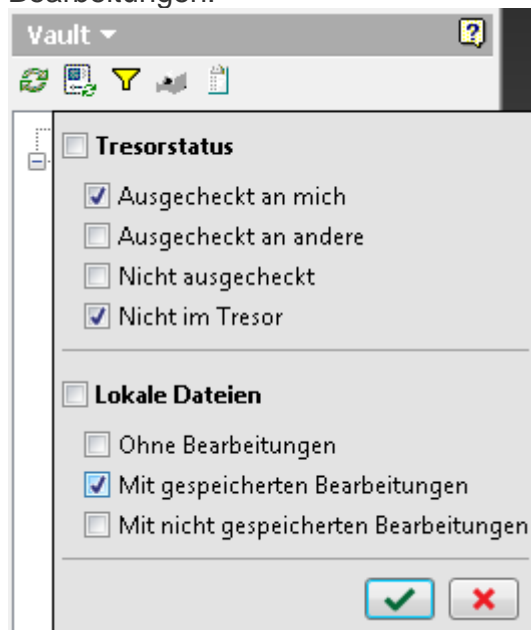 Bearbeitungen.
Vault
Tresorstatus
Ausgecheckt an mich
Ausgecheckt an andere
Nicht ausgecheckt
Nicht im Tresor
Lokale Dateien
Ohne Bearbeitungen
Mit gespeicherten Bearbeitungen
Mit nicht gespeicherten Bearbeitungen